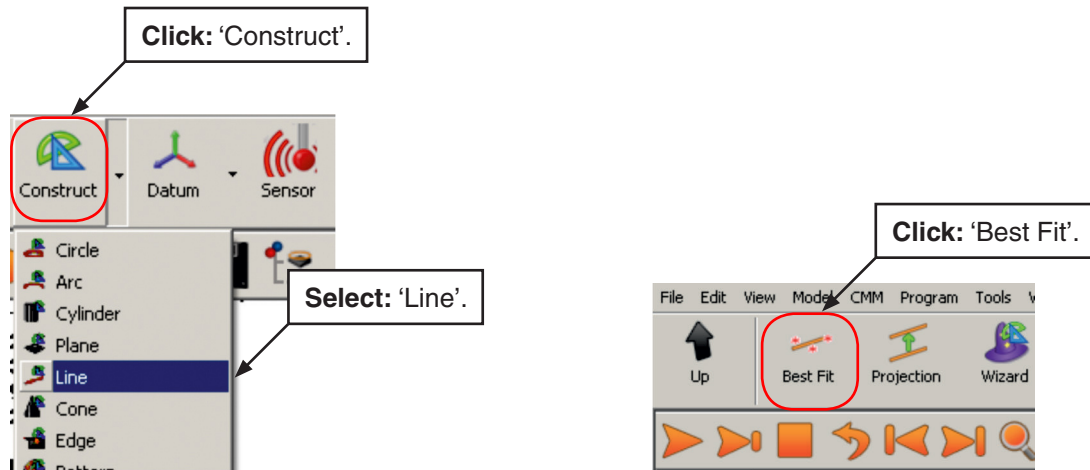 Click: ‘Construct’.
Construct
Datum
Sensor
Circle
Arc
Cylinder
Plane
Line
Cone
Edge
Select: ‘Line’.
Click: ‘Best Fit’.
File Edit View Model CMM Program Tools
Up
Best Fit
Projection
Wizard